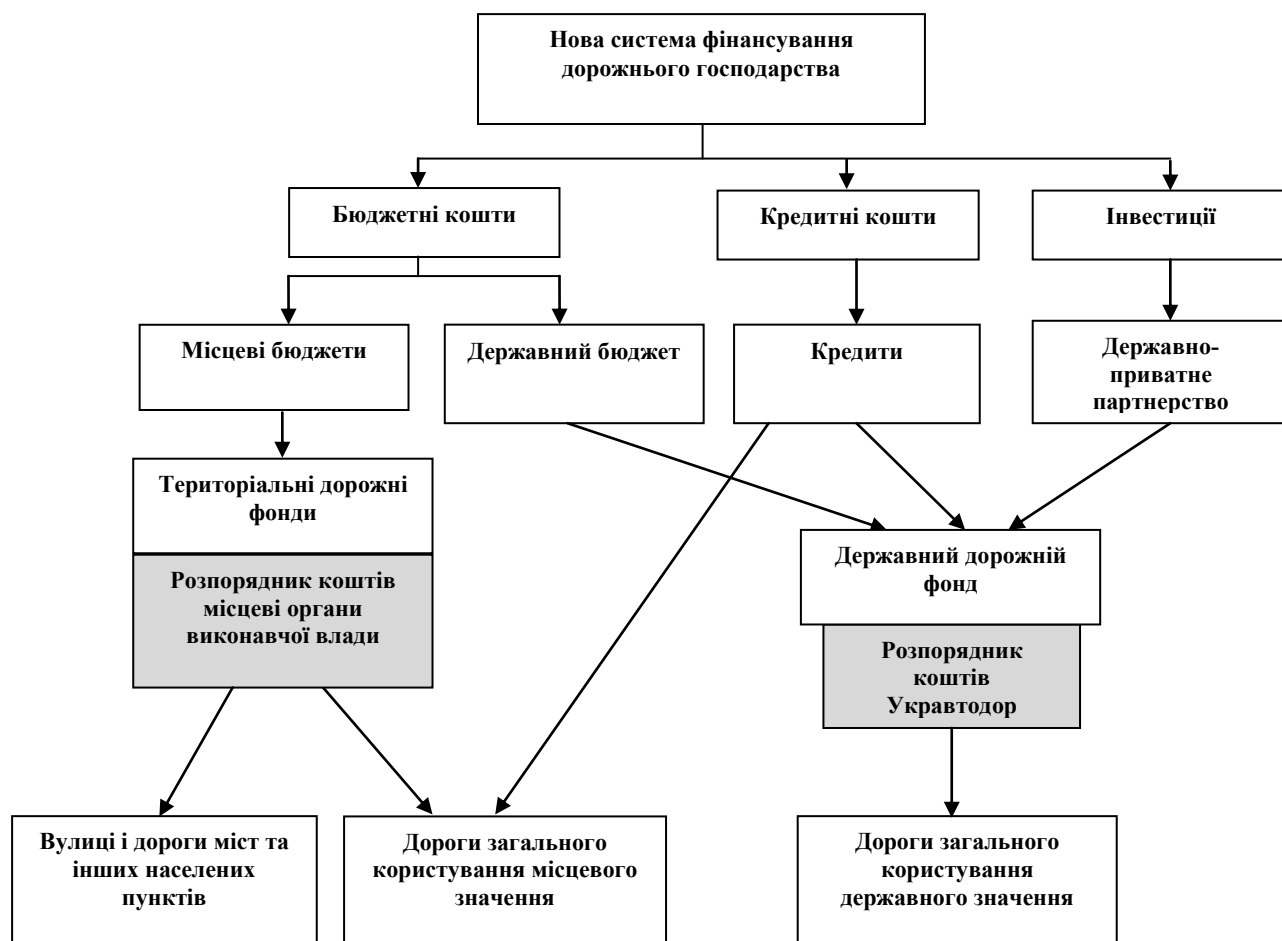 Нова система фінансування
дорожнього господарства
Бюджетні кошти
Кредитні кошти
Інвестиції
Місцеві бюджети
Державний бюджет
Кредити
Державно-
приватне
партнерство
Територіальні дорожні
фонди
Розпорядник коштів
місцеві органи
виконавчої влади
Державний дорожній
фонд
Розпорядник
коштів
Укравтодор
Вулиці і дороги міст та
інших населених
пунктів
Дороги загального
користування місцевого
значення
Дороги загального
користування
державного значення